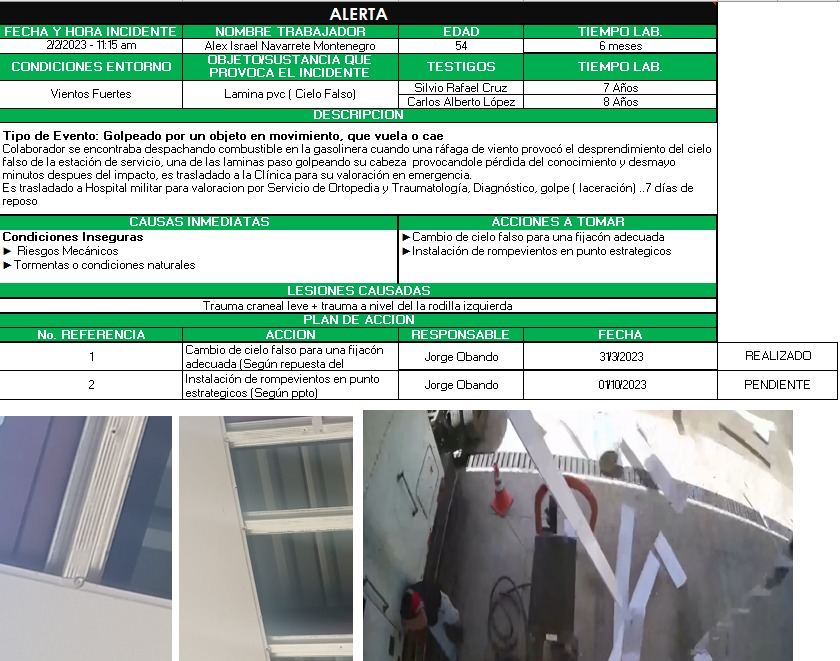 ALERTA
FECHA Y HORA INCIDENTE NOMBRE TRABAJADOR EDAD TIEMPO LAB.
2/2/2023 - 11:15 am Alex Israel Navarrete Montenegro 54 6 meses
CONDICIONES ENTORNO OBJETO/SUSTANCIA QUE PROVOCA EL INCIDENTE TESTIGOS TIEMPO LAB.
Vientos Fuertes Lamina pvc ( Cielo Falso) Silvio Rafael Cruz 7 Años
Carlos Alberto López 8 Años
DESCRIPCION
Tipo de Evento: Golpeado por un objeto en movimiento, que vuela o cae
Colaborador se encontraba despachando combustible en la gasolinera cuando una ráfaga de viento provocó el desprendimiento del cielo
falso de la estación de servicio, una de las laminas paso golpeando su cabeza provocandole pérdida del conocimiento y desmayo
minutos despues del impacto, es trasladado a la Clínica para su valoración en emergencia.
Es trasladado a Hospital militar para valoracion por Servicio de Ortopedia y Traumatología, Diagnóstico, golpe ( laceración) ..7 días de
reposo
CAUSAS INMEDIATAS ACCIONES A TOMAR
Condiciones Inseguras ►Cambio de cielo falso para una fijacón adecuada
► Riesgos Mecánicos ►Instalación de rompevientos en punto estrategicos
►Tormentas o condiciones naturales
LESIONES CAUSADAS
Trauma craneal leve + trauma a nivel del la rodilla izquierda
PLAN DE ACCION
No. REFERENCIA ACCION RESPONSABLE FECHA
1 Cambio de cielo falso para una fijacón Jorge Obando 31/3/2023 REALIZADO
adecuada (Según repuesta del
2 Instalación de rompevientos en punto Jorge Obando 01/10/2023 PENDIENTE
estrategicos (Según ppto)